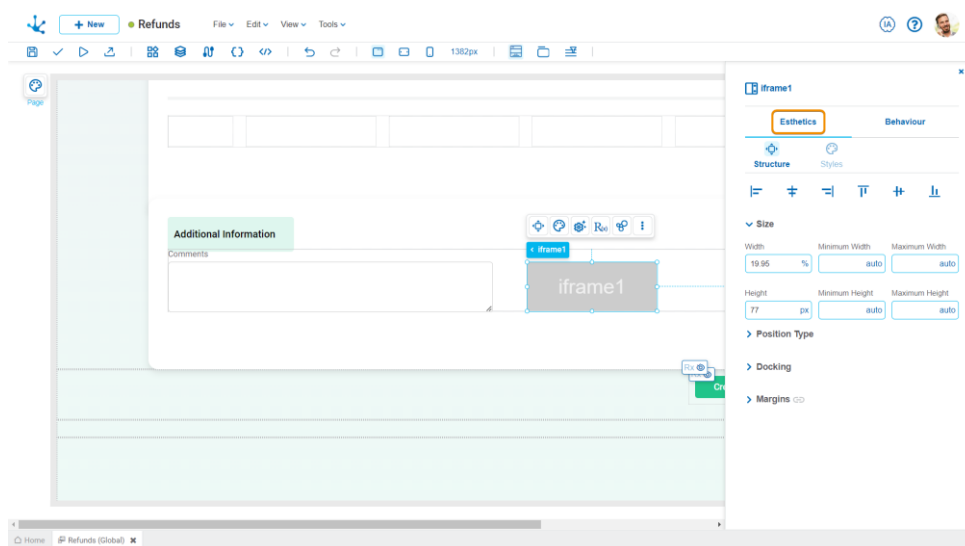 + New
Refunds
File
Edit
View
Tools
IA
?
1382px
Page
iframe1
Esthetics
Behaviour
Structure
Styles
Size
Width
Minimum Width
Maximum Width
19.95 %
auto
auto
Height
Minimum Height
Maximum Height
77 px
auto
auto
Position Type
Docking
Margins
Additional Information
Comments
R(x)
< iframe1
iframe1
Rx
Home
Refunds (Global)